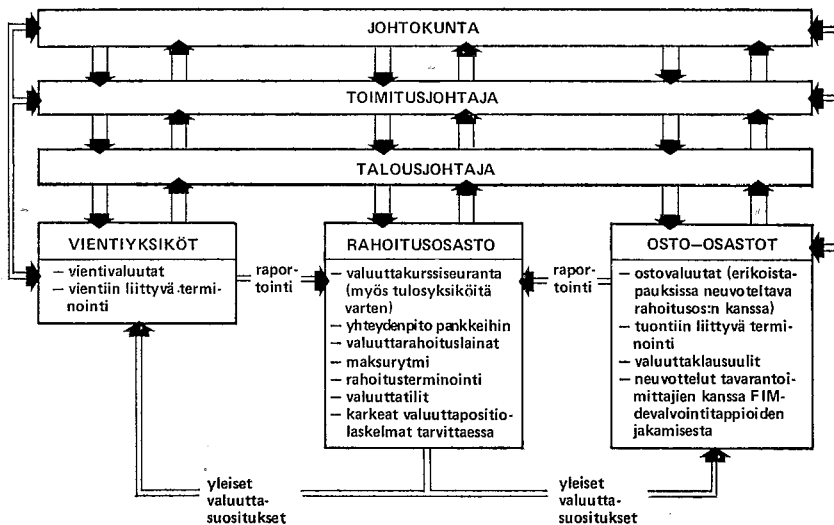 JOHTOKUNTA
TOIMITUSJOHTAJA
TALOUSJOHTAJA
VIENTIYKSIKÖT
– vientivaluutat
– vientiin liittyvä termi-
nointi
rapor-
tointi
RAHOITUSOSASTO
– valuuttakurssiseuranta
(myös tulosyksiköitä
varten)
– yhteydenpito pankkeihin
– valuuttarahoituslainat
– maksurytmi
– rahoitusterminointi
– valuuttatilit
– karkeat valuuttapositio-
laskelmat tarvittaessa
rapor-
tointi
OSTO–OSASTOT
– ostovaluutat (erikoista-
pauksissa neuvoteltava
rahoitusos:n kanssa)
– tuontiin liittyvä termi-
nointi
– valuuttaklausuulit
– neuvottelut tavarantoi-
mittajien kanssa FIM-
devalvointitappioiden
jakamisesta
yleiset
valuutta-
suositukset
yleiset
valuutta-
suositukset